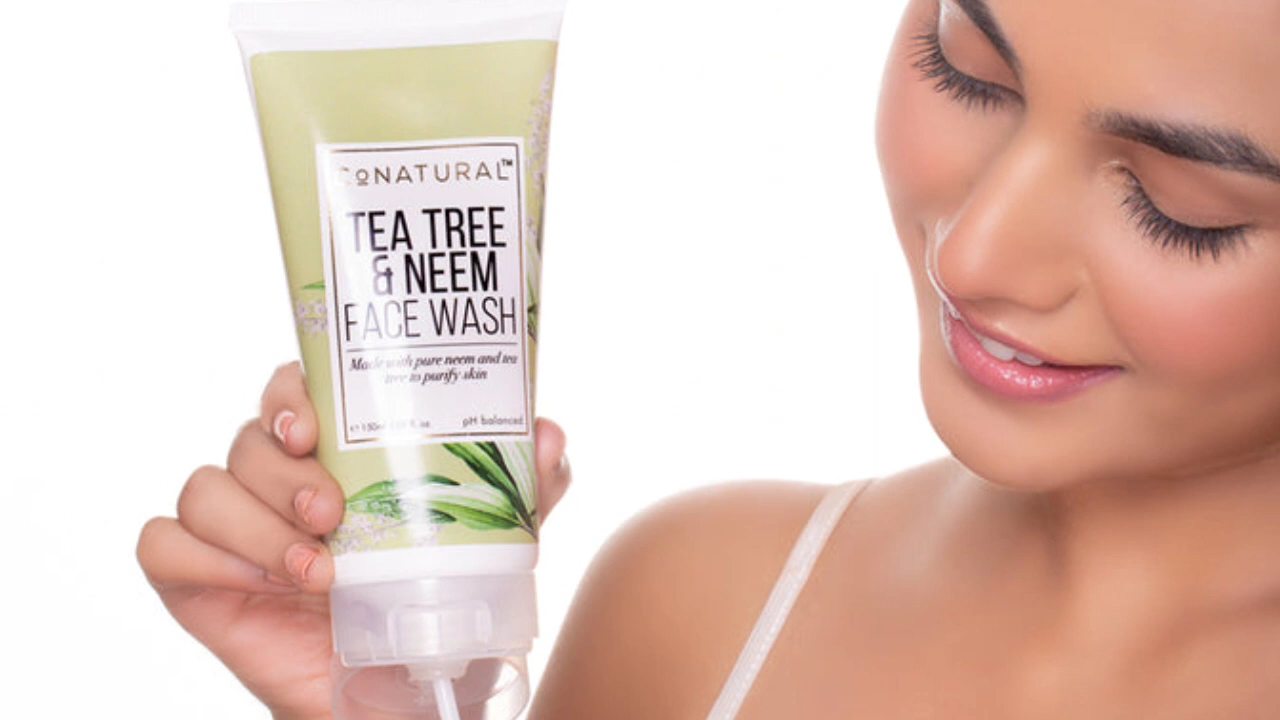 CoNATURAL™
TEA TREE
& NEEM
FACE WASH
Made with pure neem and tea
tree to purify skin
pH balanced